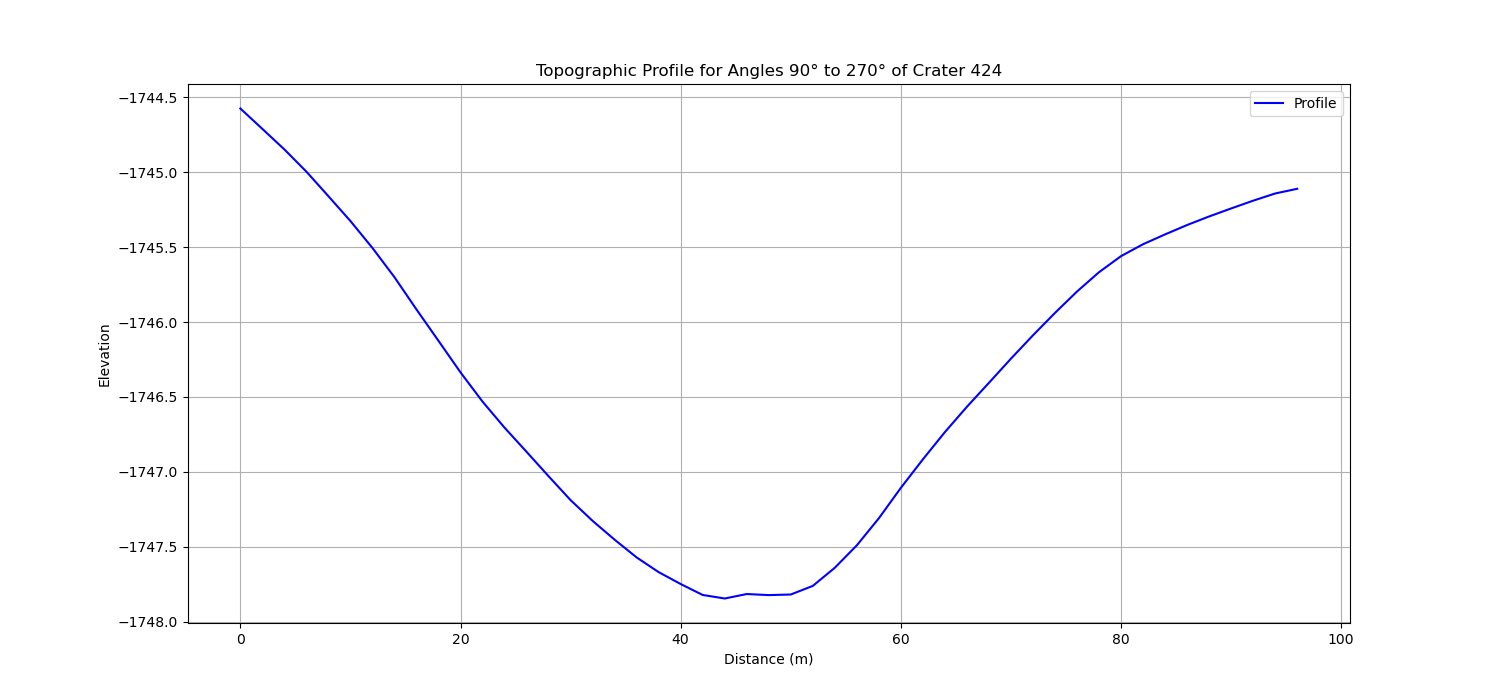 Topographic Profile for Angles 90° to 270° of Crater 424
Profile
Elevation
−1744.5
−1745.0
−1745.5
−1746.0
−1746.5
−1747.0
−1747.5
−1748.0
0 20 40 60 80 100
Distance (m)